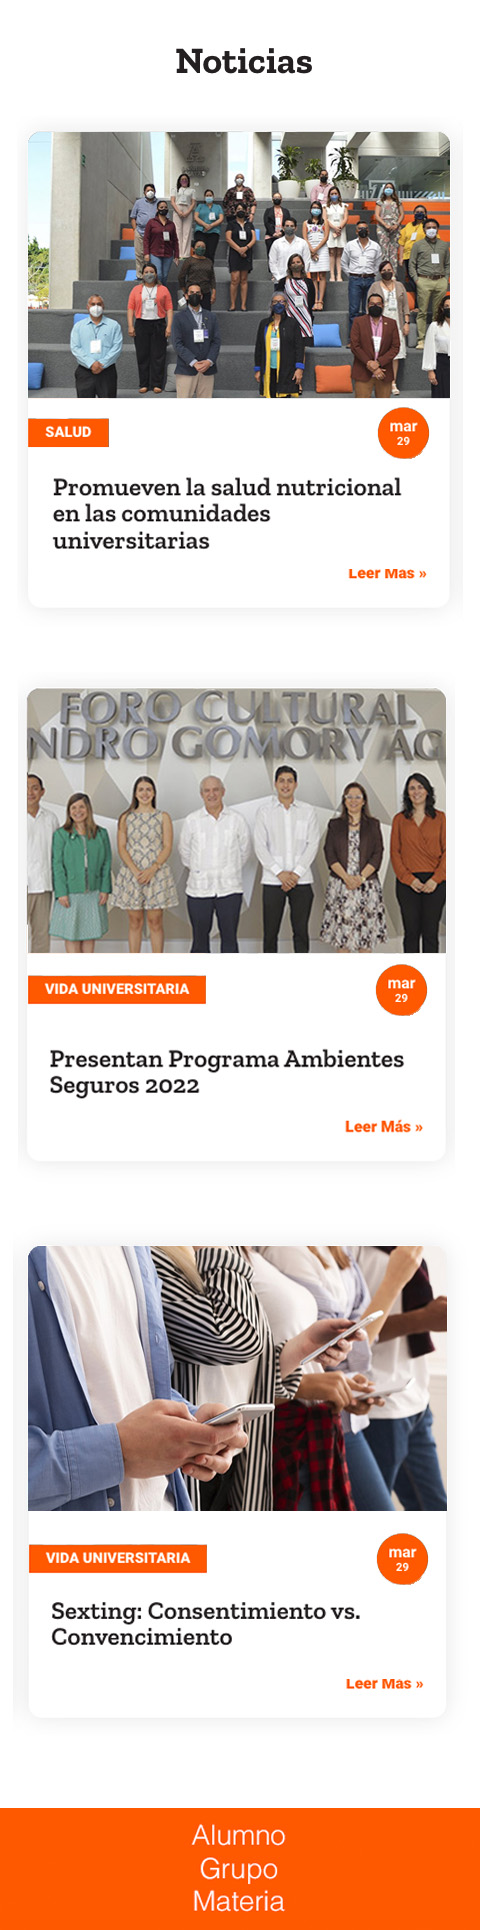 Noticias
SALUD
mar
29
Promueven la salud nutricional
en las comunidades
universitarias
Leer Mas »
FORO CULTURAL
NDRO GOMORY AG
VIDA UNIVERSITARIA
mar
29
Presentan Programa Ambientes
Seguros 2022
Leer Más »
VIDA UNIVERSITARIA
mar
29
Sexting: Consentimiento vs.
Convencimiento
Leer Mas »
Alumno
Grupo
Materia